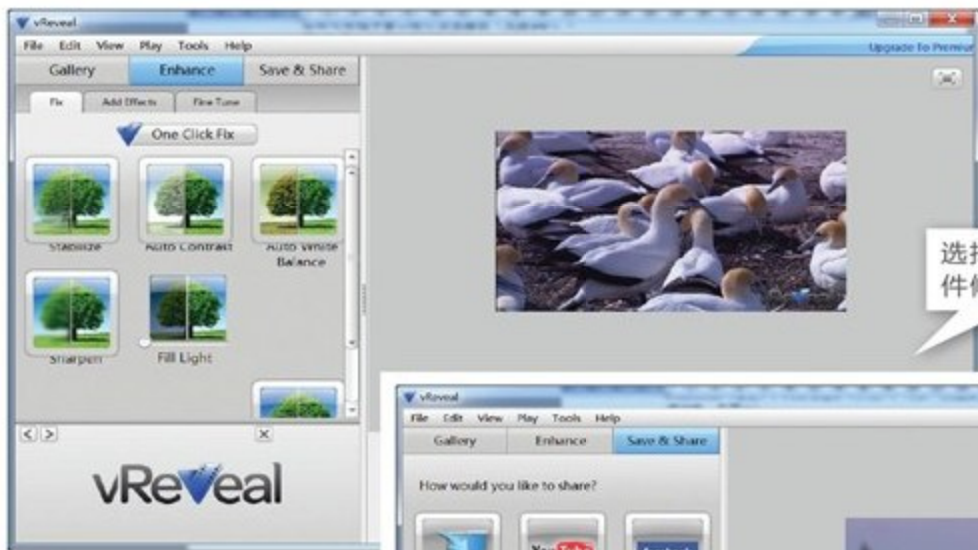 vReveal
File Edit View Play Tools Help
Upgrade To Premiu
Gallery Enhance Save & Share
Fix Add Effects Fine Tune
One Click Fix
Stabilize Auto Contrast Auto White
Balance
Sharpen Fill Light
vReveal
选择
vReveal
File Edit View Play Tools Help
Gallery Enhance Save & Share
How would you like to share?
YouTube